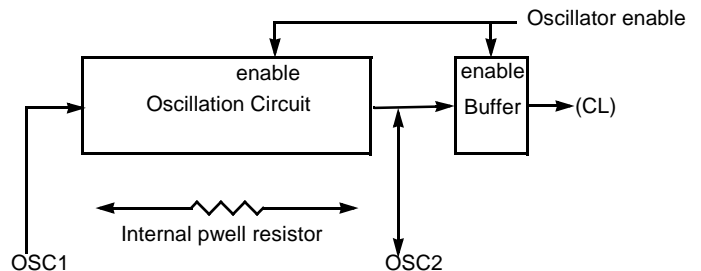 Oscillator enable
enable
enable
Oscillation Circuit
Buffer
(CL)
Internal pwell resistor
OSC1
OSC2